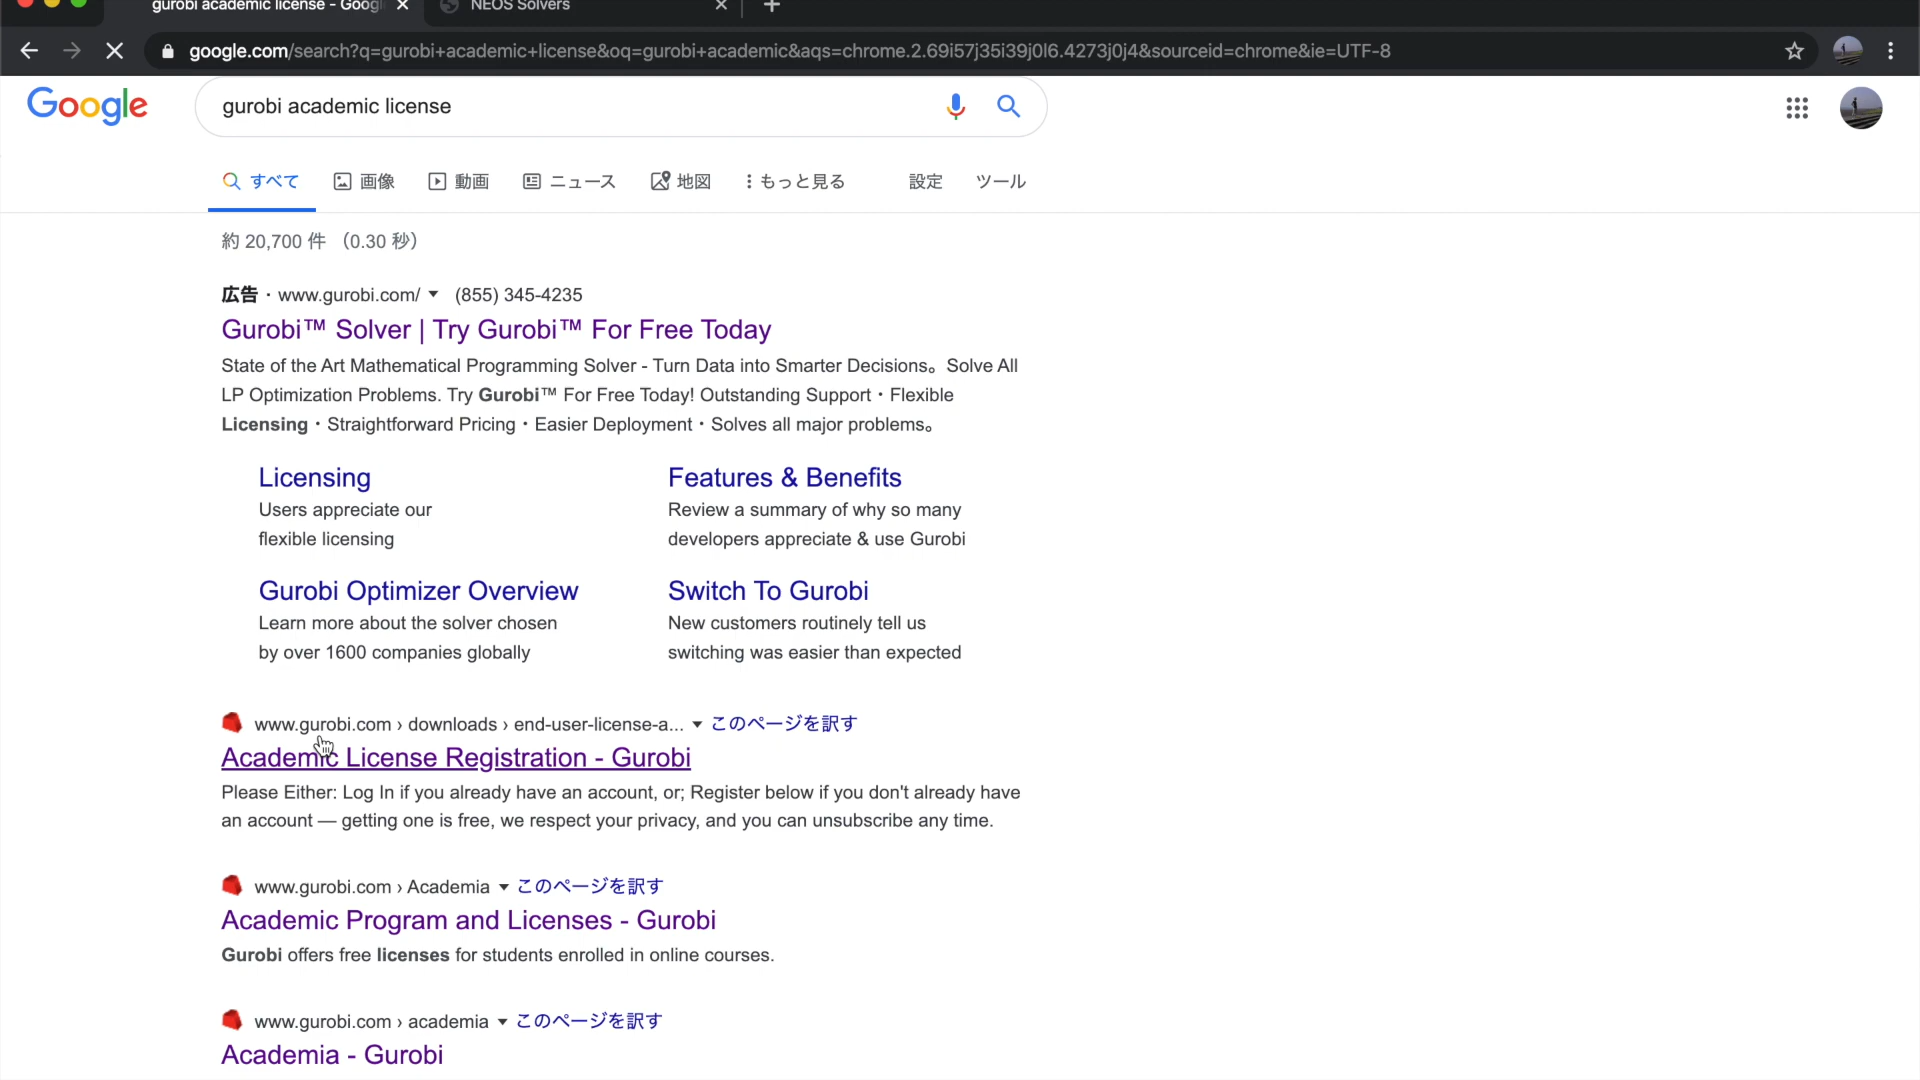 gurobi academic license - Googl
NEOS Solvers
google.com/search?q=gurobi+academic+license&oq=gurobi+academic&aqs=chrome.2.69i57j35i39j0l6.4273j0j4&sourceid=chrome&ie=UTF-8
Google
gurobi academic license
すべて 画像 動画 ニュース 地図 もっと見る 設定 ツール
約 20,700 件 （0.30 秒）
広告 · www.gurobi.com/ (855) 345-4235
Gurobi™ Solver | Try Gurobi™ For Free Today
State of the Art Mathematical Programming Solver - Turn Data into Smarter Decisions。Solve All
LP Optimization Problems. Try Gurobi™ For Free Today! Outstanding Support・Flexible
Licensing・Straightforward Pricing・Easier Deployment・Solves all major problems。
Licensing
Users appreciate our
flexible licensing
Features & Benefits
Review a summary of why so many
developers appreciate & use Gurobi
Gurobi Optimizer Overview
Learn more about the solver chosen
by over 1600 companies globally
Switch To Gurobi
New customers routinely tell us
switching was easier than expected
www.gurobi.com › downloads › end-user-license-a... このページを訳す
Academic License Registration - Gurobi
Please Either: Log In if you already have an account, or; Register below if you don't already have
an account — getting one is free, we respect your privacy, and you can unsubscribe any time.
www.gurobi.com › Academia このページを訳す
Academic Program and Licenses - Gurobi
Gurobi offers free licenses for students enrolled in online courses.
www.gurobi.com › academia このページを訳す
Academia - Gurobi